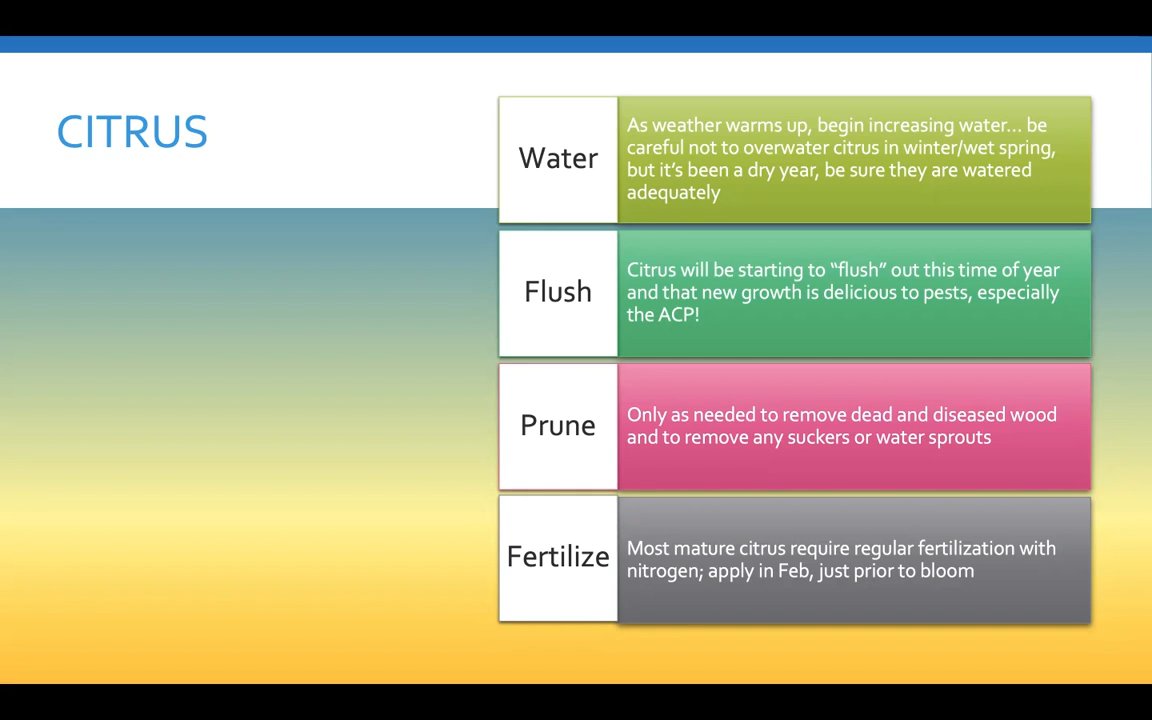 CITRUS
Water
As weather warms up, begin increasing water... be
careful not to overwater citrus in winter/wet spring,
but it's been a dry year, be sure they are watered
adequately
Flush
Citrus will be starting to “flush” out this time of year
and that new growth is delicious to pests, especially
the ACP!
Prune
Only as needed to remove dead and diseased wood
and to remove any suckers or water sprouts
Fertilize
Most mature citrus require regular fertilization with
nitrogen; apply in Feb, just prior to bloom